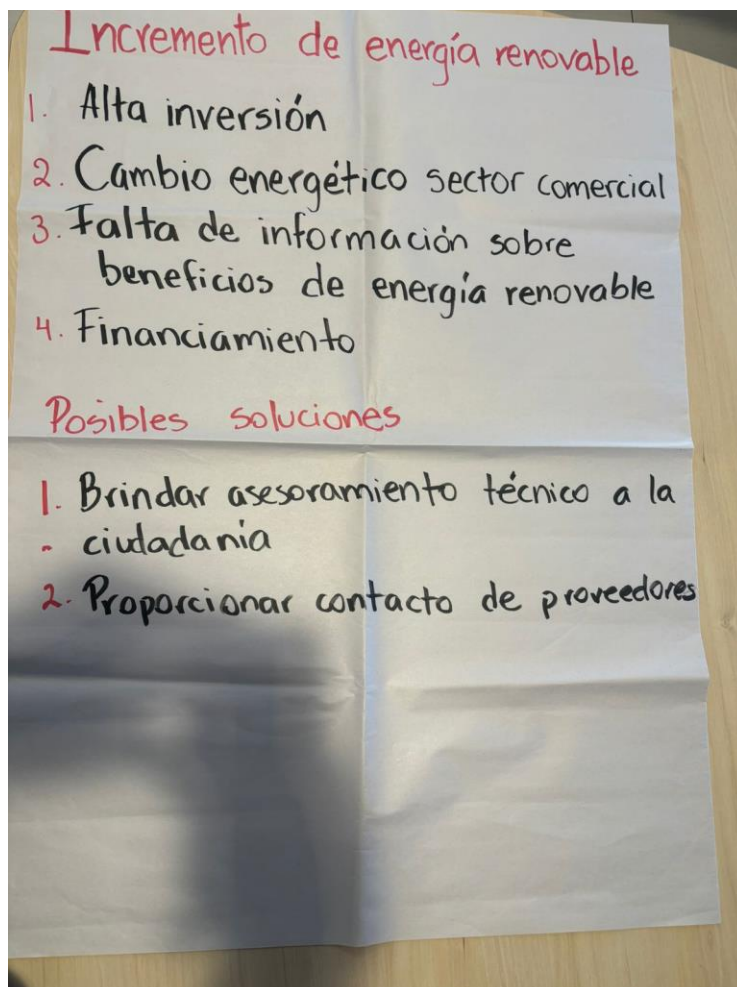 Incremento de energía renovable
1. Alta inversión
2. Cambio energético sector comercial
3. Falta de información sobre
beneficios de energía renovable
4. Financiamiento
Posibles soluciones
1. Brindar asesoramiento técnico a la
- ciudadanía
2. Proporcionar contacto de proveedores